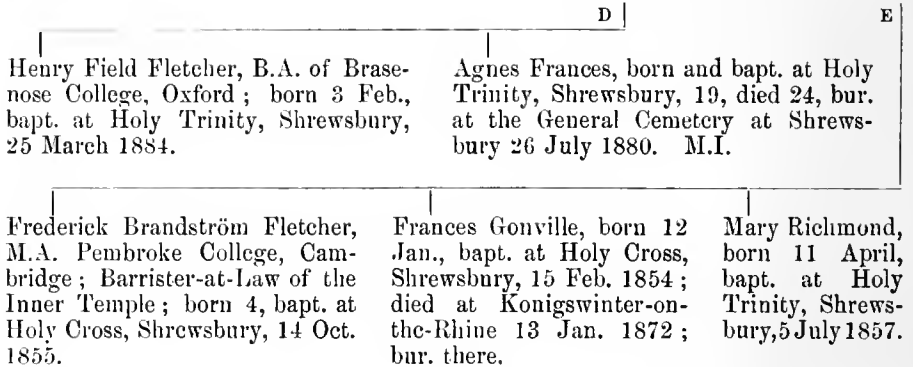 D E
Henry Field Fletcher, B.A. of Brase-
nose College, Oxford ; born 3 Feb.,
bapt. at Holy Trinity, Shrewsbury,
25 March 1884.
Agnes Frances, born and bapt. at Holy
Trinity, Shrewsbury, 19, died 24, bur.
at the General Cemetery at Shrews-
bury 26 July 1880. M.I.
Frederick Brandström Fletcher,
M.A. Pembroke College, Cam-
bridge ; Barrister-at-Law of the
Inner Temple ; born 4, bapt. at
Holy Cross, Shrewsbury, 14 Oct.
1855.
Frances Gonville, born 12
Jan., bapt. at Holy Cross,
Shrewsbury, 15 Feb. 1854 ;
died at Konigswinter-on-
the-Rhine 13 Jan. 1872 ;
bur. there.
Mary Richmond,
born 11 April,
bapt. at Holy
Trinity, Shrews-
bury, 5 July 1857.